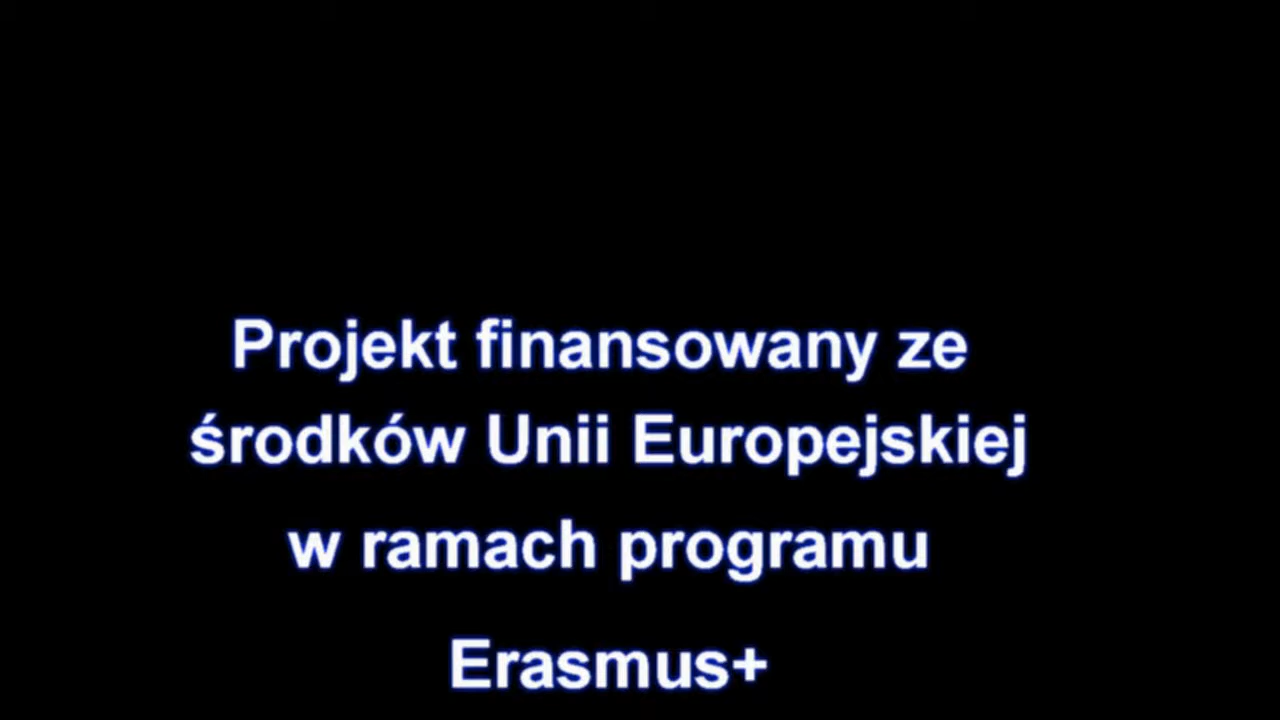 Projekt finansowany ze
środków Unii Europejskiej
w ramach programu
Erasmus+